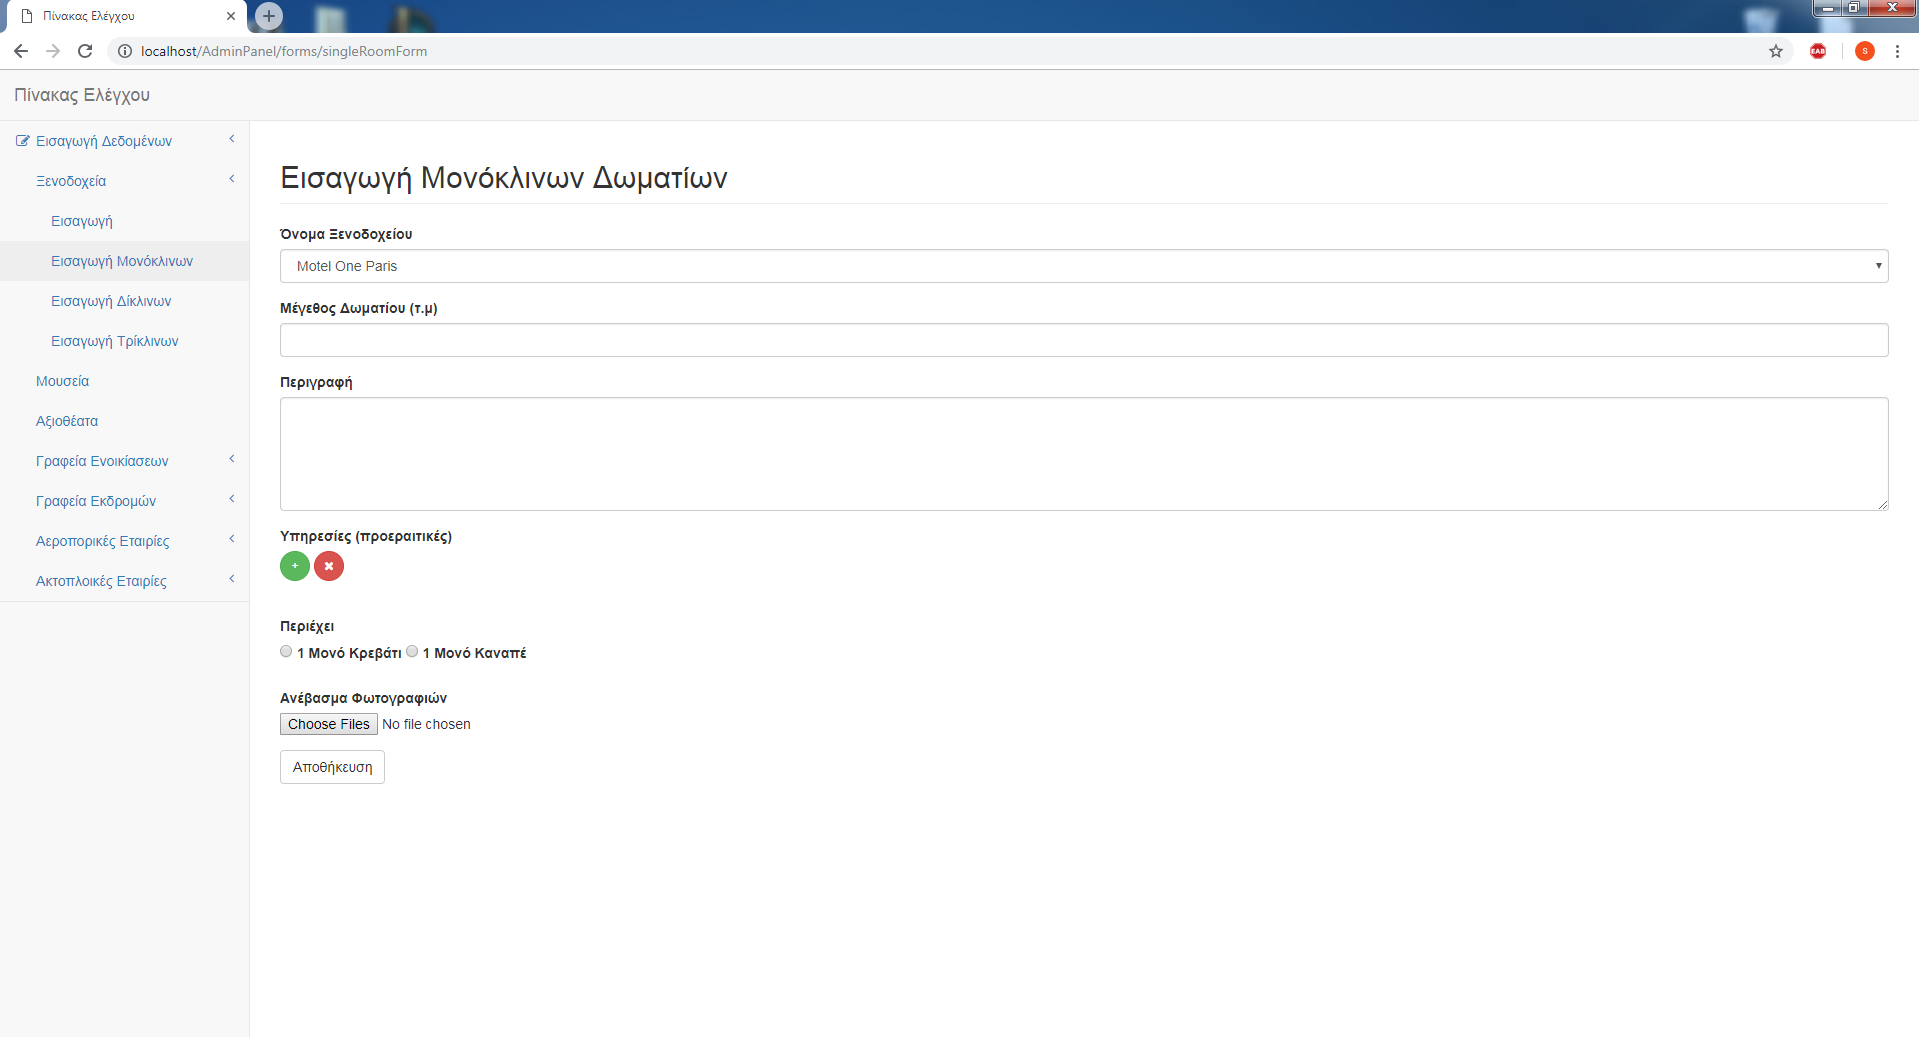 Πίνακας Ελέγχου
localhost/AdminPanel/forms/singleRoomForm
EAB
S
Πίνακας Ελέγχου
Εισαγωγή Δεδομένων
Ξενοδοχεία
Εισαγωγή
Εισαγωγή Μονόκλινων
Εισαγωγή Δίκλινων
Εισαγωγή Τρίκλινων
Μουσεία
Αξιοθέατα
Γραφεία Ενοικίασεων
Γραφεία Εκδρομών
Αεροπορικές Εταιρίες
Ακτοπλοικές Εταιρίες
Εισαγωγή Μονόκλινων Δωματίων
Όνομα Ξενοδοχείου
Motel One Paris
Μέγεθος Δωματίου (τ.μ)
Περιγραφή
Υπηρεσίες (προεραιτικές)
Περιέχει
1 Μονό Κρεβάτι 1 Μονό Καναπέ
Ανέβασμα Φωτογραφιών
Choose Files No file chosen
Αποθήκευση